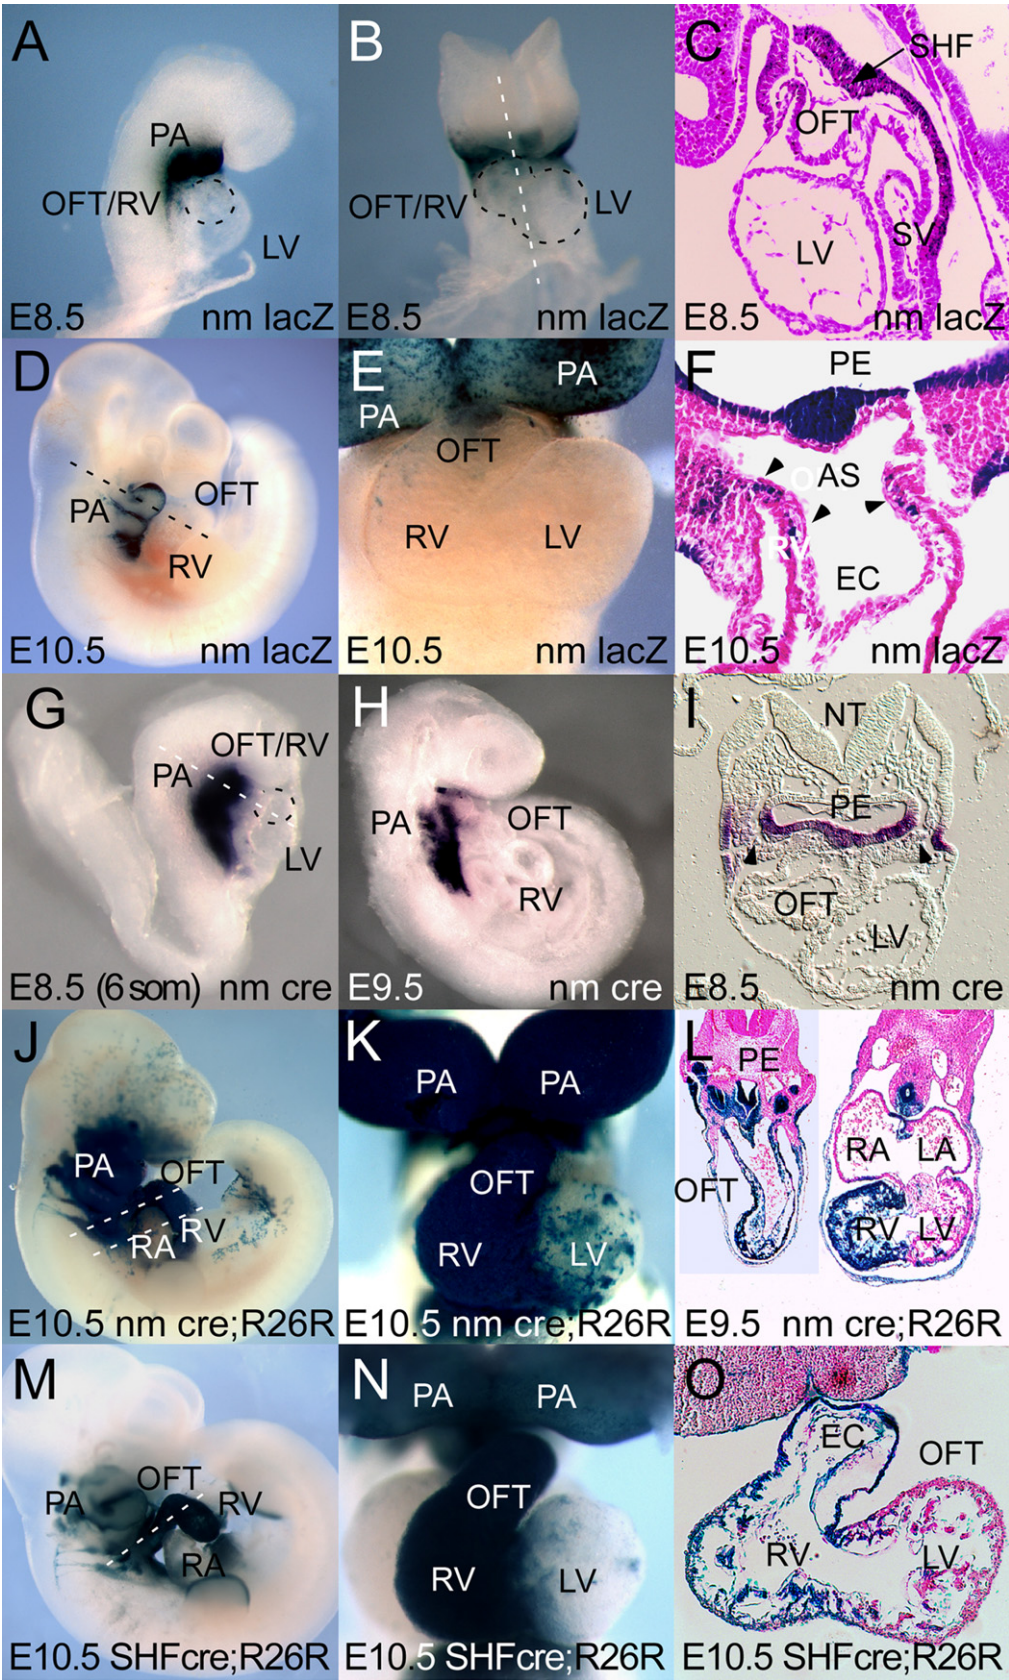 A
PA
OFT/RV
LV
E8.5 nm lacZ
B
OFT/RV
LV
E8.5 nm lacZ
C
SHF
OFT
LV
SV
E8.5 nm lacZ
D
PA
OFT
RV
E10.5 nm lacZ
E
PA
PA
OFT
RV
LV
E10.5 nm lacZ
F
PE
AS
RV
EC
E10.5 nm lacZ
G
OFT/RV
PA
LV
E8.5 (6 som) nm cre
H
PA
OFT
RV
E9.5 nm cre
I
NT
PE
OFT
LV
E8.5 nm cre
J
PA
OFT
RV
RA
E10.5 nm cre;R26R
K
PA
PA
OFT
RV
LV
E10.5 nm cre;R26R
L
PE
RA
LA
OFT
RV
LV
E9.5 nm cre;R26R
M
OFT
PA
RV
RA
E10.5 SHFcre;R26R
N
PA
PA
OFT
RV
LV
E10.5 SHFcre;R26R
O
EC
OFT
RV
LV
E10.5 SHFcre;R26R